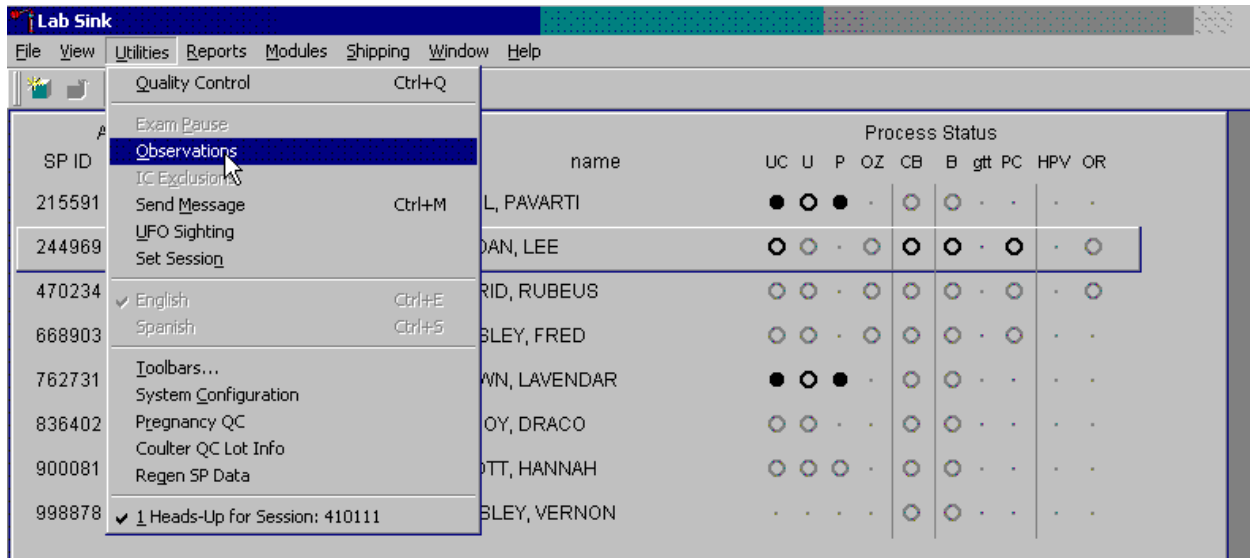 Lab Sink
File View Utilities Reports Modules Shipping Window Help
Quality Control Ctrl+Q
Exam Pause
Observations
IC Exclusions
Send Message Ctrl+M
UFO Sighting
Set Session
English Ctrl+E
Spanish Ctrl+S
Toolbars...
System Configuration
Pregnancy QC
Coulter QC Lot Info
Regen SP Data
1 Heads-Up for Session: 410111
A
Process Status
SP ID name UC U P OZ CB B gtt PC HPV OR
215591 L, PAVARTI
244969 DAN, LEE
470234 RID, RUBEUS
668903 SLEY, FRED
762731 WN, LAVENDAR
836402 OY, DRACO
900081 OTT, HANNAH
998878 SLEY, VERNON